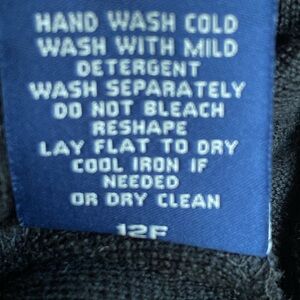 HAND WASH COLD
WASH WITH MILD
DETERGENT
WASH SEPARATELY
DO NOT BLEACH
RESHAPE
LAY FLAT TO DRY
COOL IRON IF
NEEDED
OR DRY CLEAN
12F